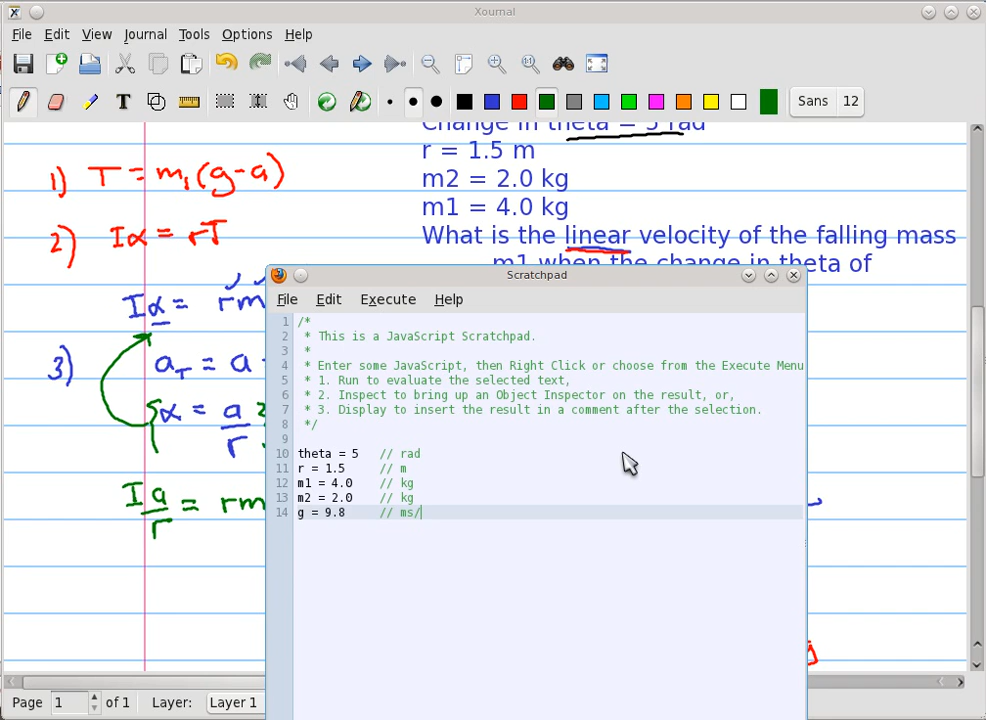 Xournal
File Edit View Journal Tools Options Help
Sans 12
Change in theta = 5 rad
r = 1.5 m
m2 = 2.0 kg
m1 = 4.0 kg
What is the linear velocity of the falling mass
m1 when the change in theta of
1) T = m₁(g-a)
2) Iα = rT
Iα = rm
3) a_T = a
α = a/r
I a/r = rm
Scratchpad
File Edit Execute Help
1 /*
2 * This is a JavaScript Scratchpad.
3 *
4 * Enter some JavaScript, then Right Click or choose from the Execute Menu
5 * 1. Run to evaluate the selected text,
6 * 2. Inspect to bring up an Object Inspector on the result, or,
7 * 3. Display to insert the result in a comment after the selection.
8 */
9
10 theta = 5 // rad
11 r = 1.5 // m
12 m1 = 4.0 // kg
13 m2 = 2.0 // kg
14 g = 9.8 // ms/
Page 1 of 1 Layer: Layer 1